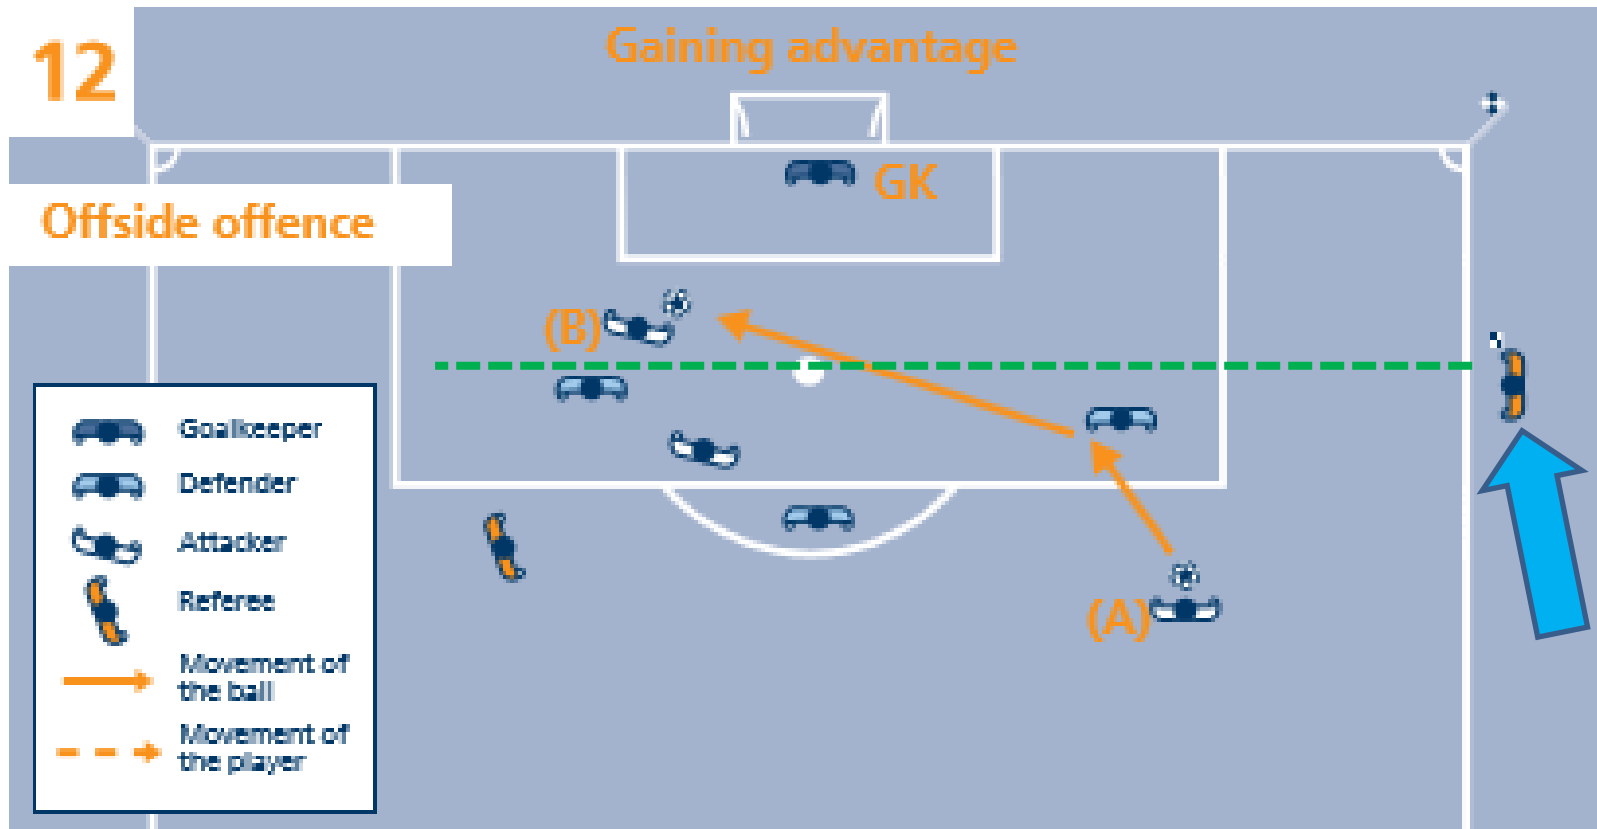 12
Gaining advantage
GK
Offside offence
(B)
(A)
Goalkeeper
Defender
Attacker
Referee
Movement of
the ball
Movement of
the player